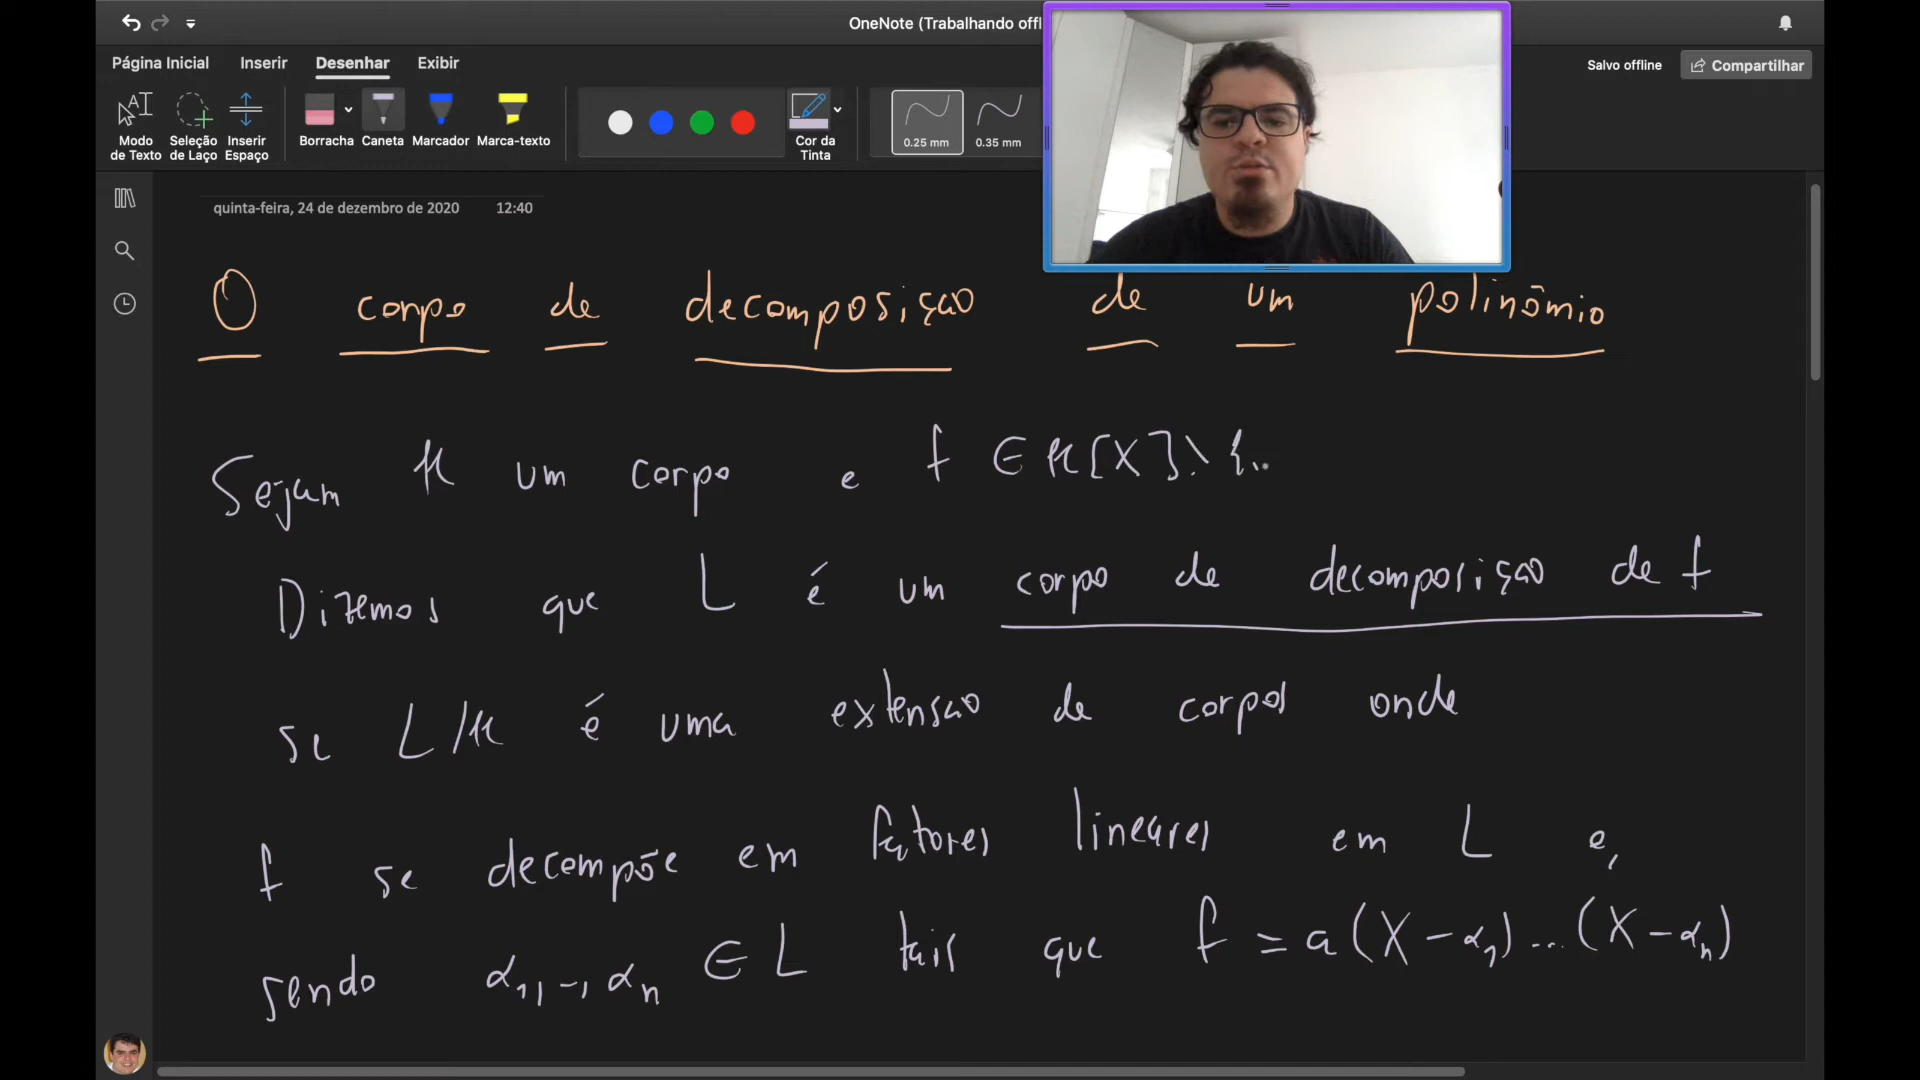 OneNote (Trabalhando offl
Página Inicial Inserir Desenhar Exibir
Salvo offline Compartilhar
Modo de Texto Seleção de Laço Inserir Espaço Borracha Caneta Marcador Marca-texto Cor da Tinta 0.25 mm 0.35 mm
quinta-feira, 24 de dezembro de 2020 12:40
O corpo de decomposição de um polinômio
Sejam K um corpo e f ∈ K[X] \ {..
Dizemos que L é um corpo de decomposição de f
se L/K é uma extensão de corpos onde
f se decompõe em fatores lineares em L e,
sendo α₁, ..., αₙ ∈ L tais que f = a(X - α₁)...(X - αₙ)